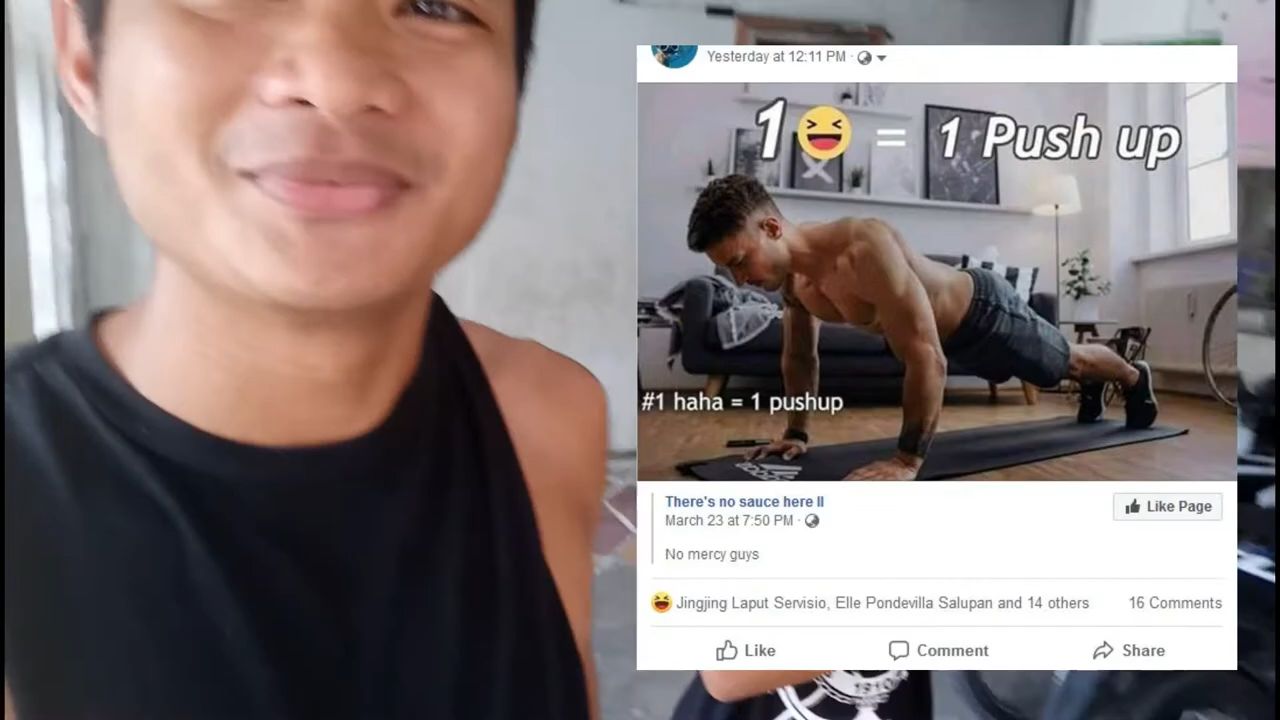 Yesterday at 12:11 PM ·
1 😆 = 1 Push up
#1 haha = 1 pushup
adidas
There's no sauce here ll
Like Page
March 23 at 7:50 PM ·
No mercy guys
Jingjing Laput Servisio, Elle Pondevilla Salupan and 14 others
16 Comments
Like
Comment
Share